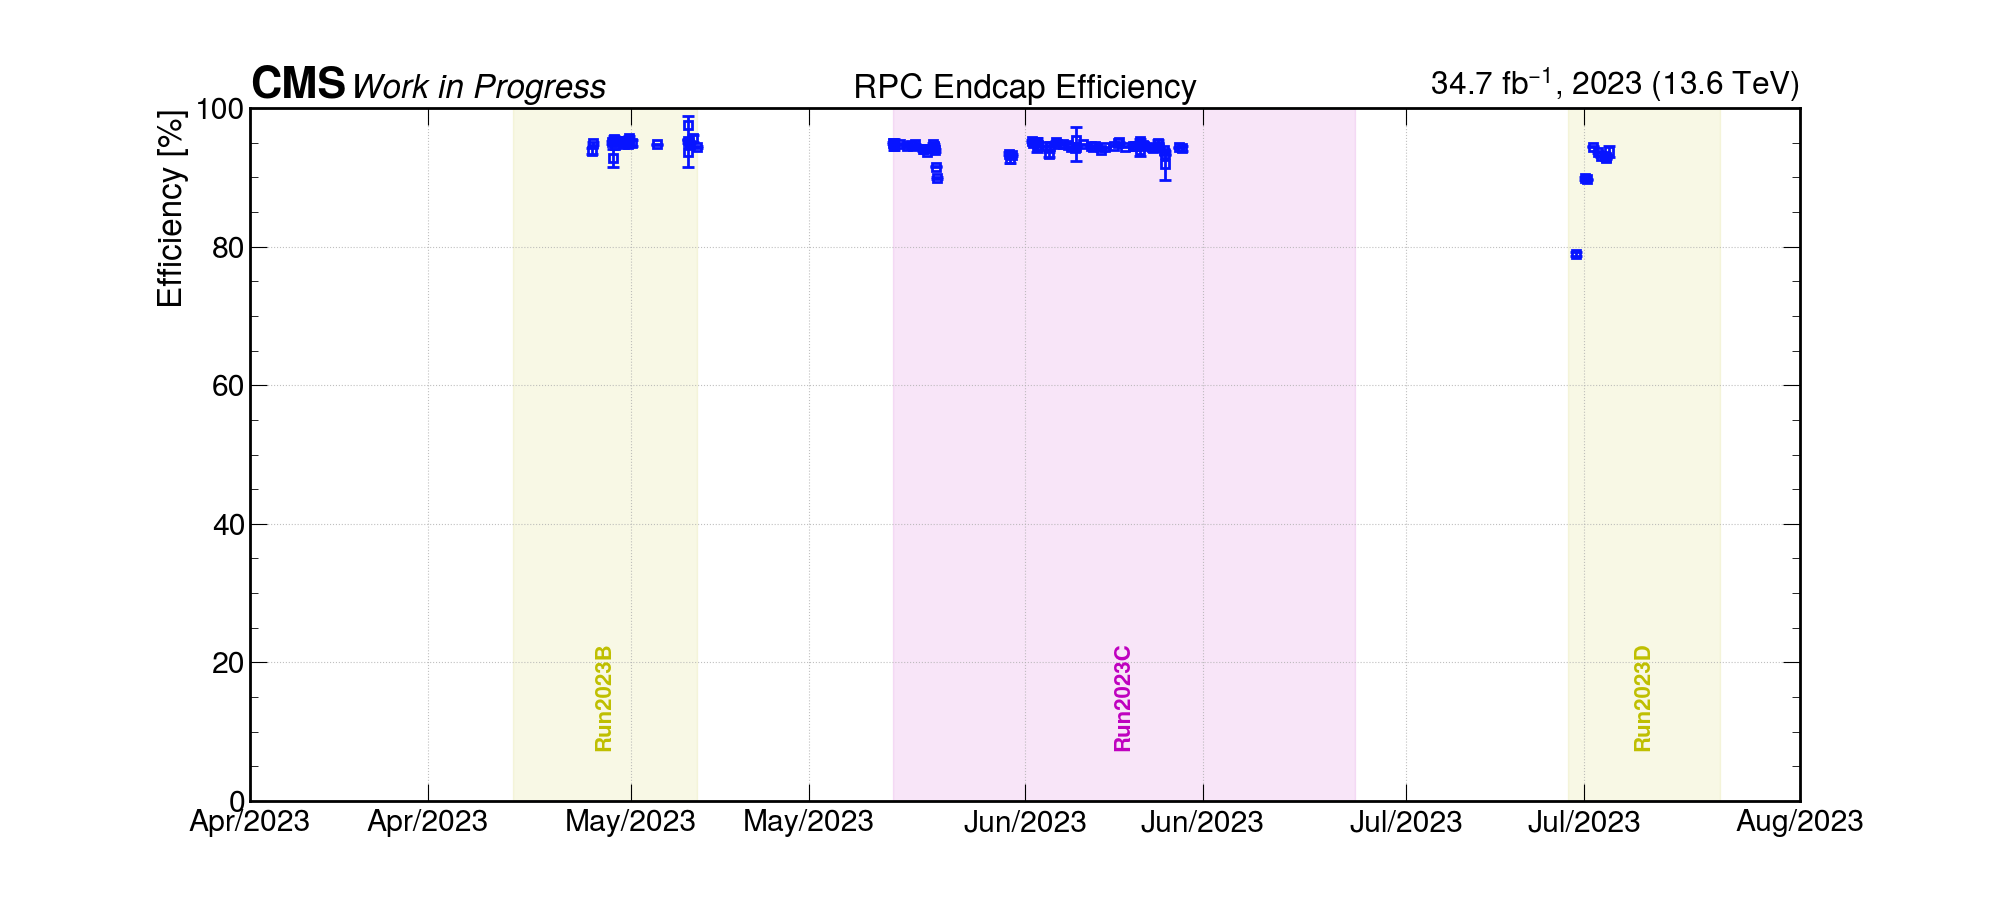 CMS Work in Progress RPC Endcap Efficiency 34.7 fb⁻¹, 2023 (13.6 TeV)
Efficiency [%]
100
80
60
40
20
0
Run2023B Run2023C Run2023D
Apr/2023 Apr/2023 May/2023 May/2023 Jun/2023 Jun/2023 Jul/2023 Jul/2023 Aug/2023